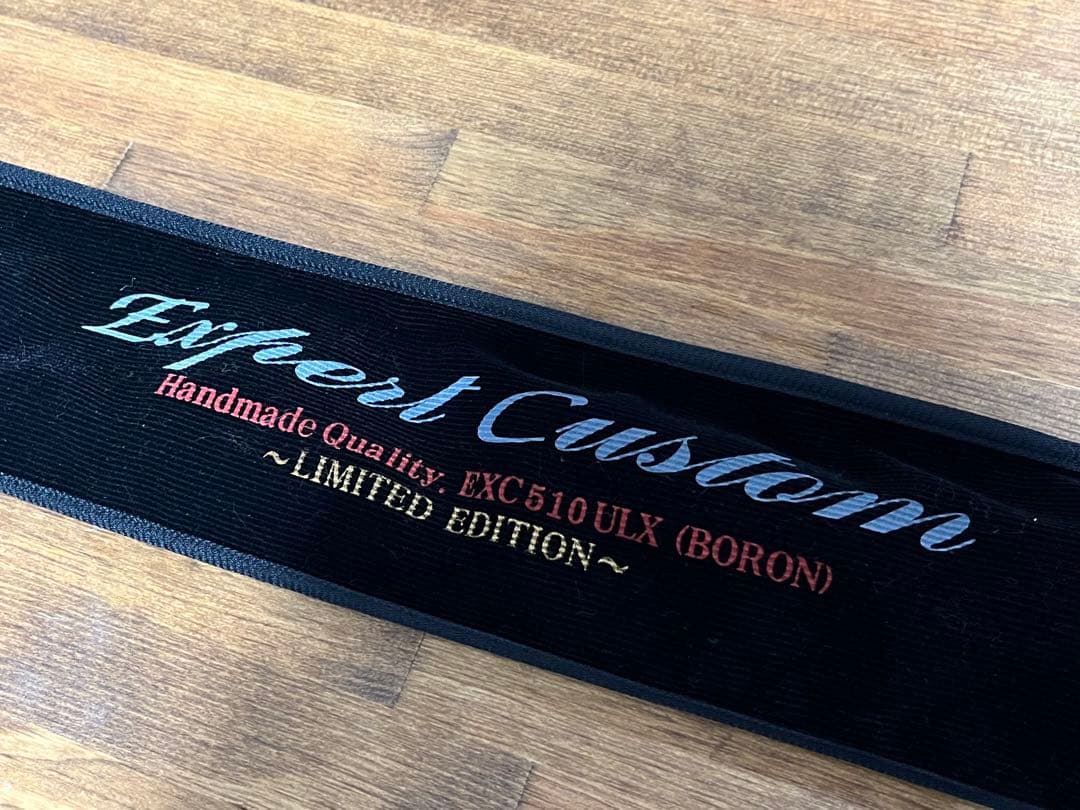 Expert Custom
Handmade Quality. EXC510ULX (BORON)
～LIMITED EDITION～